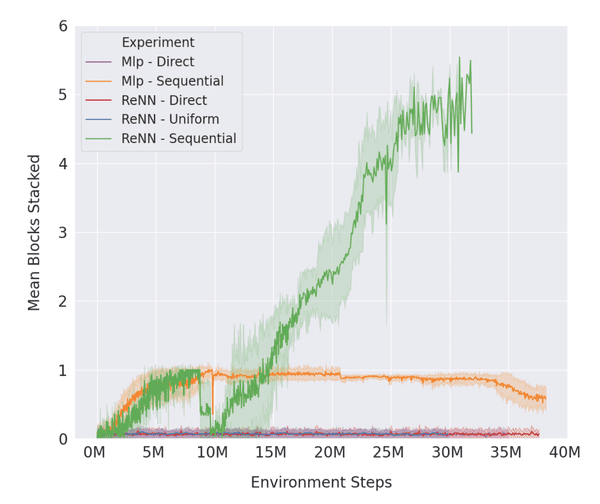 6
5
4
3
2
1
0
Mean Blocks Stacked
Experiment
Mlp - Direct
Mlp - Sequential
ReNN - Direct
ReNN - Uniform
ReNN - Sequential
0M 5M 10M 15M 20M 25M 30M 35M 40M
Environment Steps